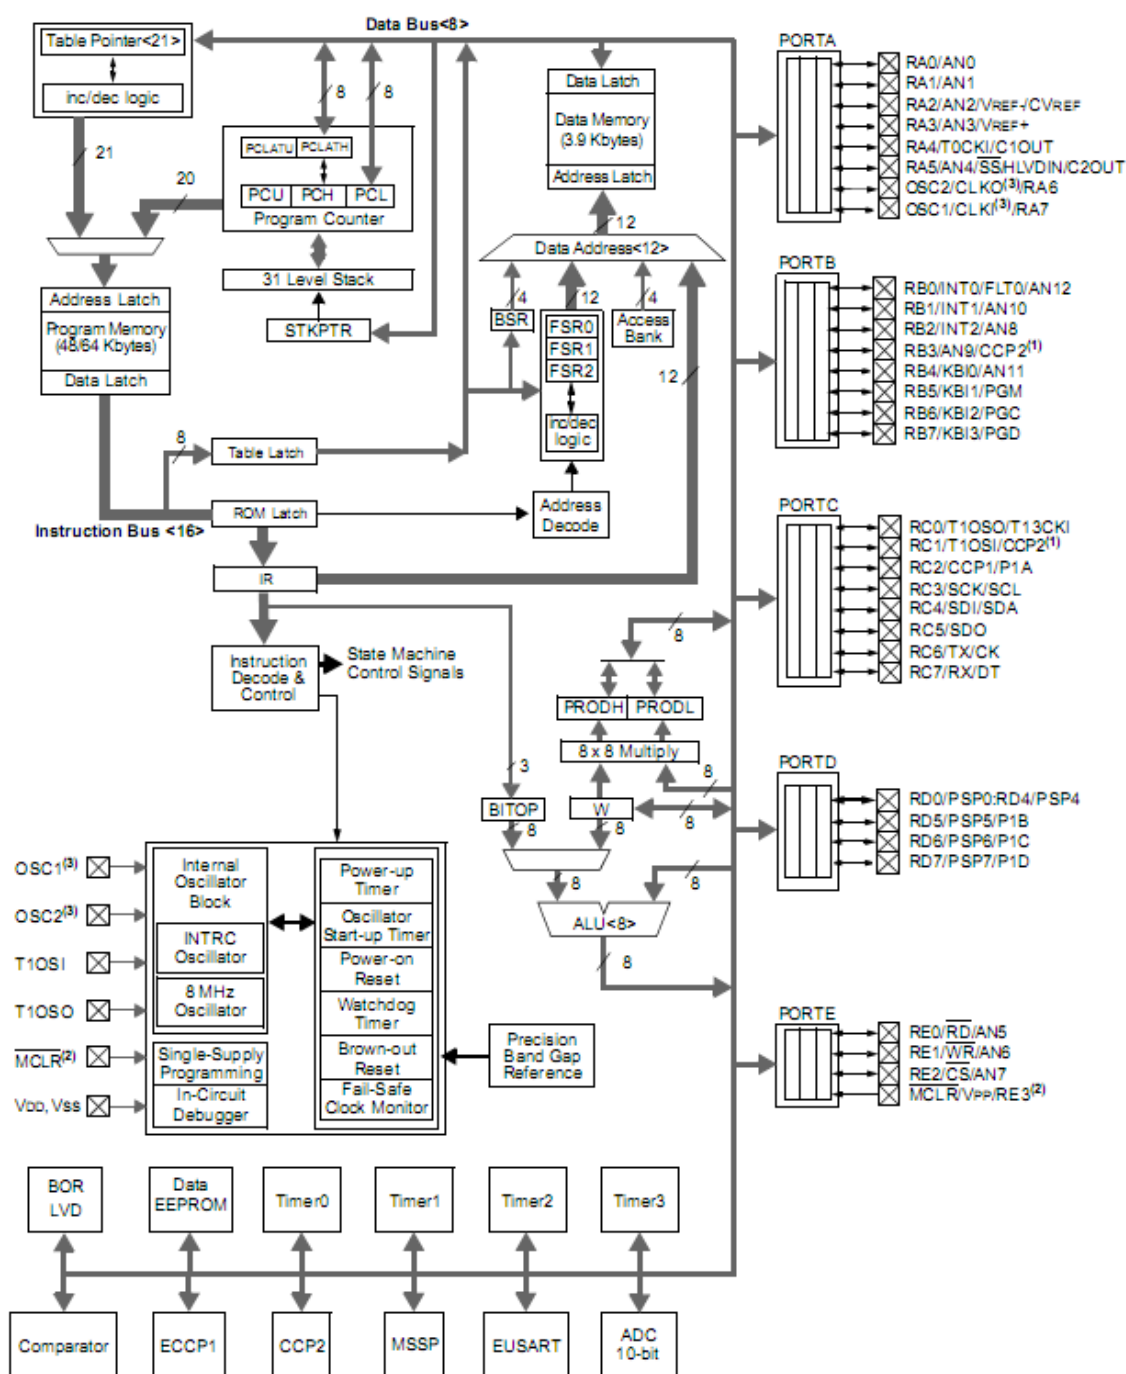 Data Bus<8>
Table Pointer<21>
inc/dec logic
21
20
8
8
PCLATU PCLATH
PCU PCH PCL
Program Counter
31 Level Stack
STKPTR
Data Latch
Data Memory
(3.9 Kbytes)
Address Latch
12
Data Address<12>
4
12
4
BSR
FSR0
FSR1
FSR2
inc/dec
logic
Access
Bank
12
Address Latch
Program Memory
(48/64 Kbytes)
Data Latch
8
Table Latch
Instruction Bus <16>
ROM Latch
Address
Decode
IR
Instruction
Decode &
Control
State Machine
Control Signals
8
PRODH PRODL
8 x 8 Multiply
3
8
BITOP
W
8
8
8
8
8
ALU<8>
8
OSC1(3)
OSC2(3)
T1OSI
T1OSO
MCLR(2)
VDD, VSS
Internal
Oscillator
Block
INTRC
Oscillator
8 MHz
Oscillator
Single-Supply
Programming
In-Circuit
Debugger
Power-up
Timer
Oscillator
Start-up Timer
Power-on
Reset
Watchdog
Timer
Brown-out
Reset
Fail-Safe
Clock Monitor
Precision
Band Gap
Reference
PORTA
RA0/AN0
RA1/AN1
RA2/AN2/VREF-/CVREF
RA3/AN3/VREF+
RA4/T0CKI/C1OUT
RA5/AN4/SS/HLVDIN/C2OUT
OSC2/CLKO(3)/RA6
OSC1/CLKI(3)/RA7
PORTB
RB0/INT0/FLT0/AN12
RB1/INT1/AN10
RB2/INT2/AN8
RB3/AN9/CCP2(1)
RB4/KBI0/AN11
RB5/KBI1/PGM
RB6/KBI2/PGC
RB7/KBI3/PGD
PORTC
RC0/T1OSO/T13CKI
RC1/T1OSI/CCP2(1)
RC2/CCP1/P1A
RC3/SCK/SCL
RC4/SDI/SDA
RC5/SDO
RC6/TX/CK
RC7/RX/DT
PORTD
RD0/PSP0:RD4/PSP4
RD5/PSP5/P1B
RD6/PSP6/P1C
RD7/PSP7/P1D
PORTE
RE0/RD/AN5
RE1/WR/AN6
RE2/CS/AN7
MCLR/VPP/RE3(2)
BOR
LVD
Data
EEPROM
Timer0
Timer1
Timer2
Timer3
Comparator
ECCP1
CCP2
MSSP
EUSART
ADC
10-bit